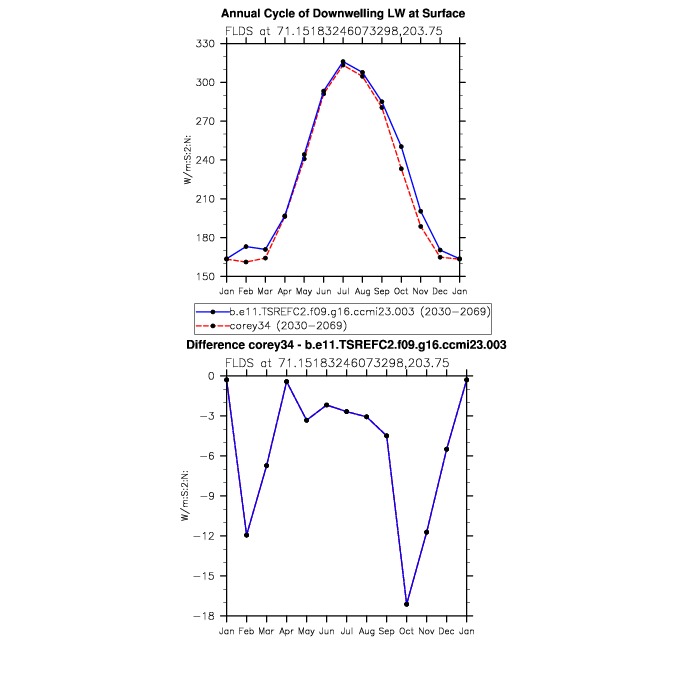 Annual Cycle of Downwelling LW at Surface
FLDS at 71.15183246073298,203.75
330
300
270
240
210
180
150
W/m:S:2:N:
Jan Feb Mar Apr May Jun Jul Aug Sep Oct Nov Dec Jan
b.e11.TSREFC2.f09.g16.ccmi23.003 (2030-2069)
corey34 (2030-2069)
Difference corey34 - b.e11.TSREFC2.f09.g16.ccmi23.003
FLDS at 71.15183246073298,203.75
0
-3
-6
-9
-12
-15
-18
W/m:S:2:N:
Jan Feb Mar Apr May Jun Jul Aug Sep Oct Nov Dec Jan